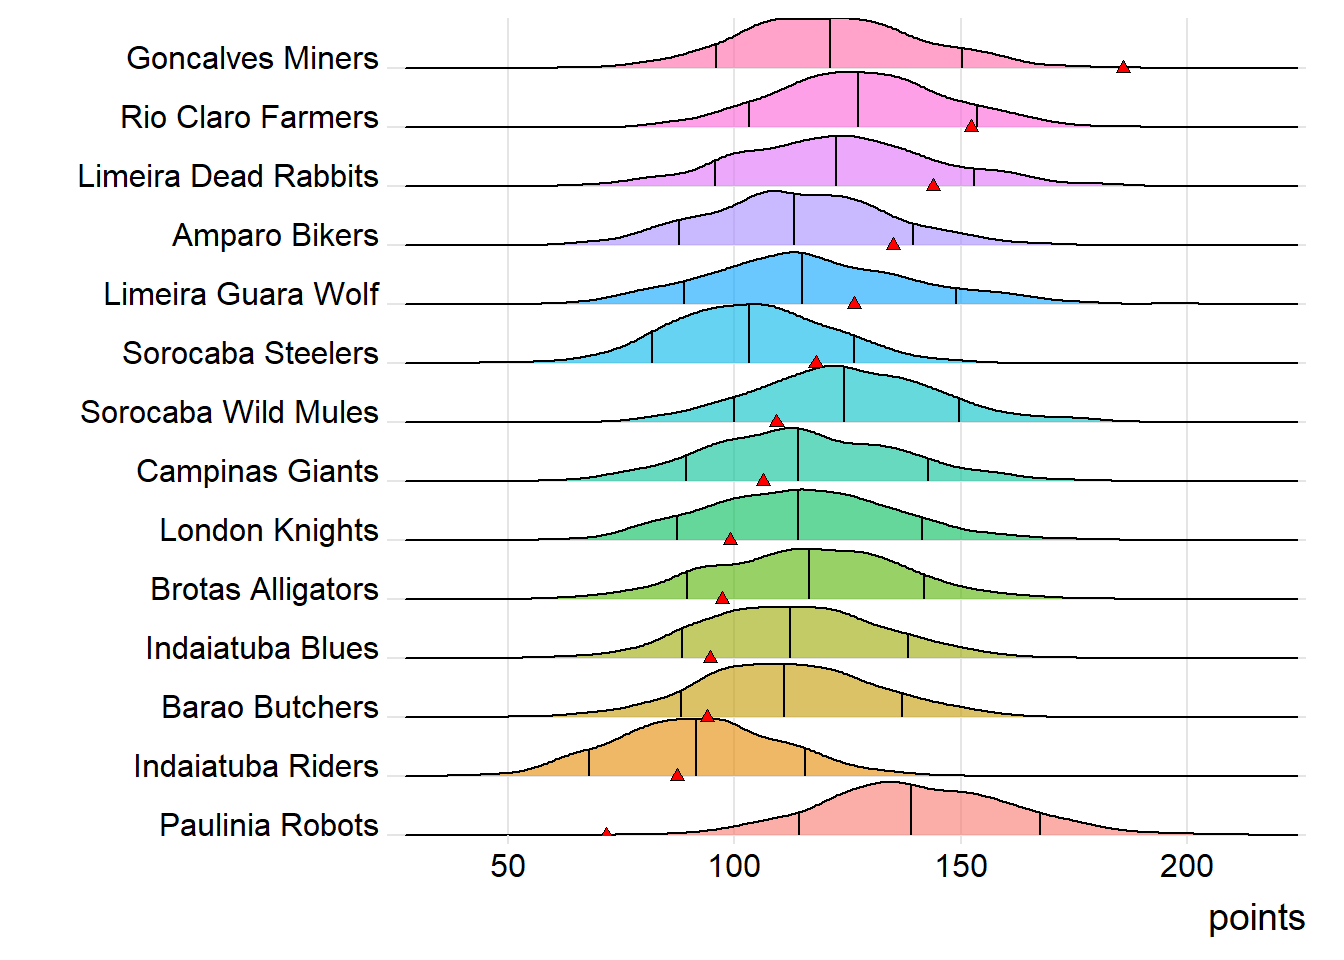 Goncalves Miners
Rio Claro Farmers
Limeira Dead Rabbits
Amparo Bikers
Limeira Guara Wolf
Sorocaba Steelers
Sorocaba Wild Mules
Campinas Giants
London Knights
Brotas Alligators
Indaiatuba Blues
Barao Butchers
Indaiatuba Riders
Paulinia Robots
50 100 150 200
points